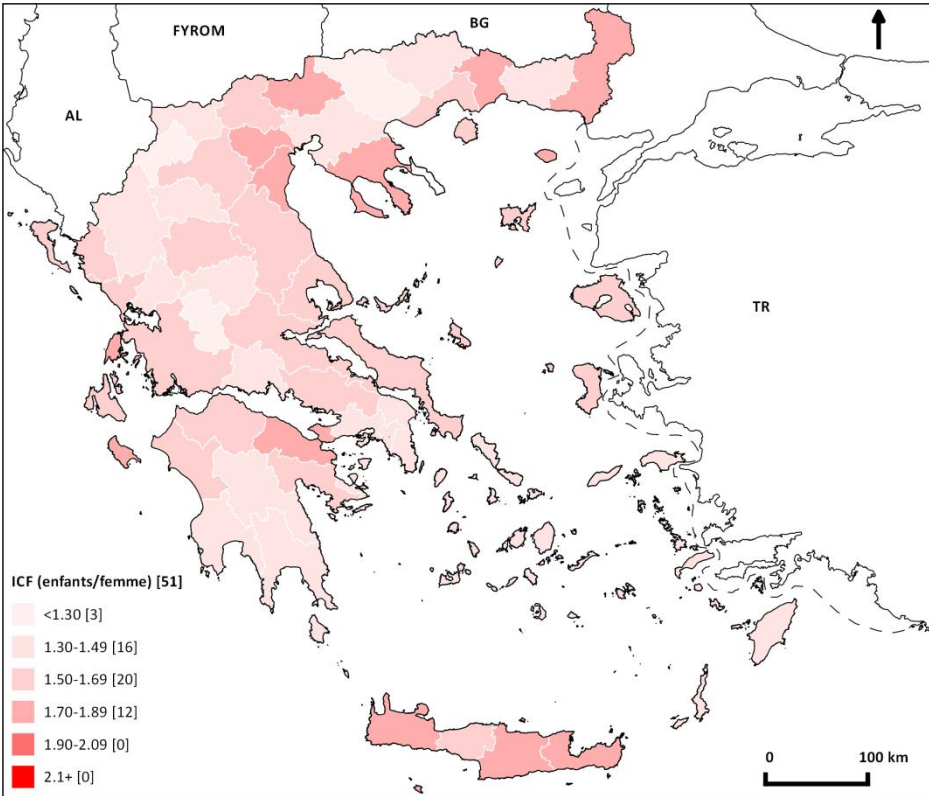 FYROM
BG
AL
TR
ICF (enfants/femme) [51]
<1.30 [3]
1.30-1.49 [16]
1.50-1.69 [20]
1.70-1.89 [12]
1.90-2.09 [0]
2.1+ [0]
0 100 km